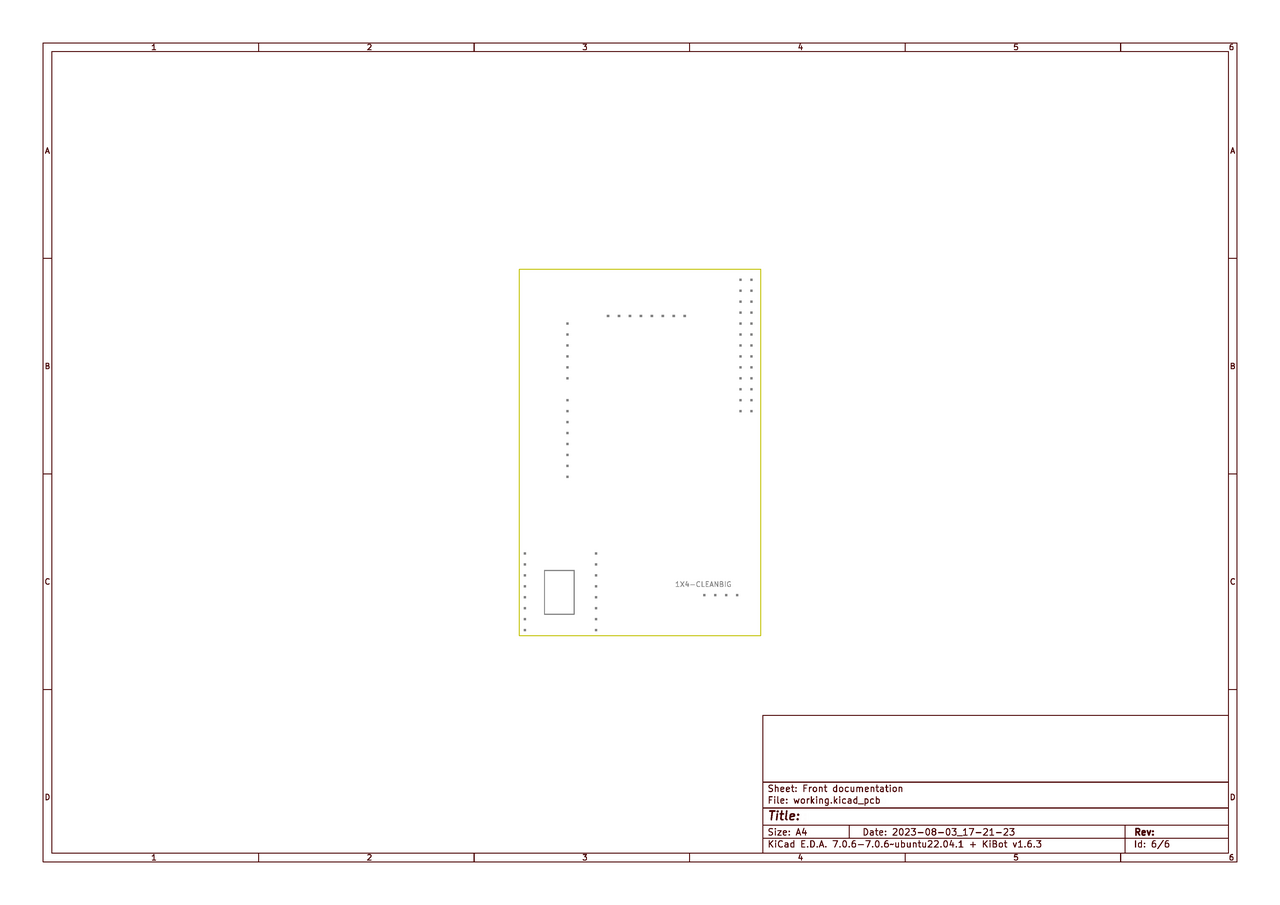 1 2 3 4 5 6
A A
B B
1X4-CLEANBIG
C C
Sheet: Front documentation
File: working.kicad_pcb
D D
Title:
Size: A4 Date: 2023-08-03_17-21-23 Rev:
KiCad E.D.A. 7.0.6-7.0.6~ubuntu22.04.1 + KiBot v1.6.3 Id: 6/6
1 2 3 4 5 6